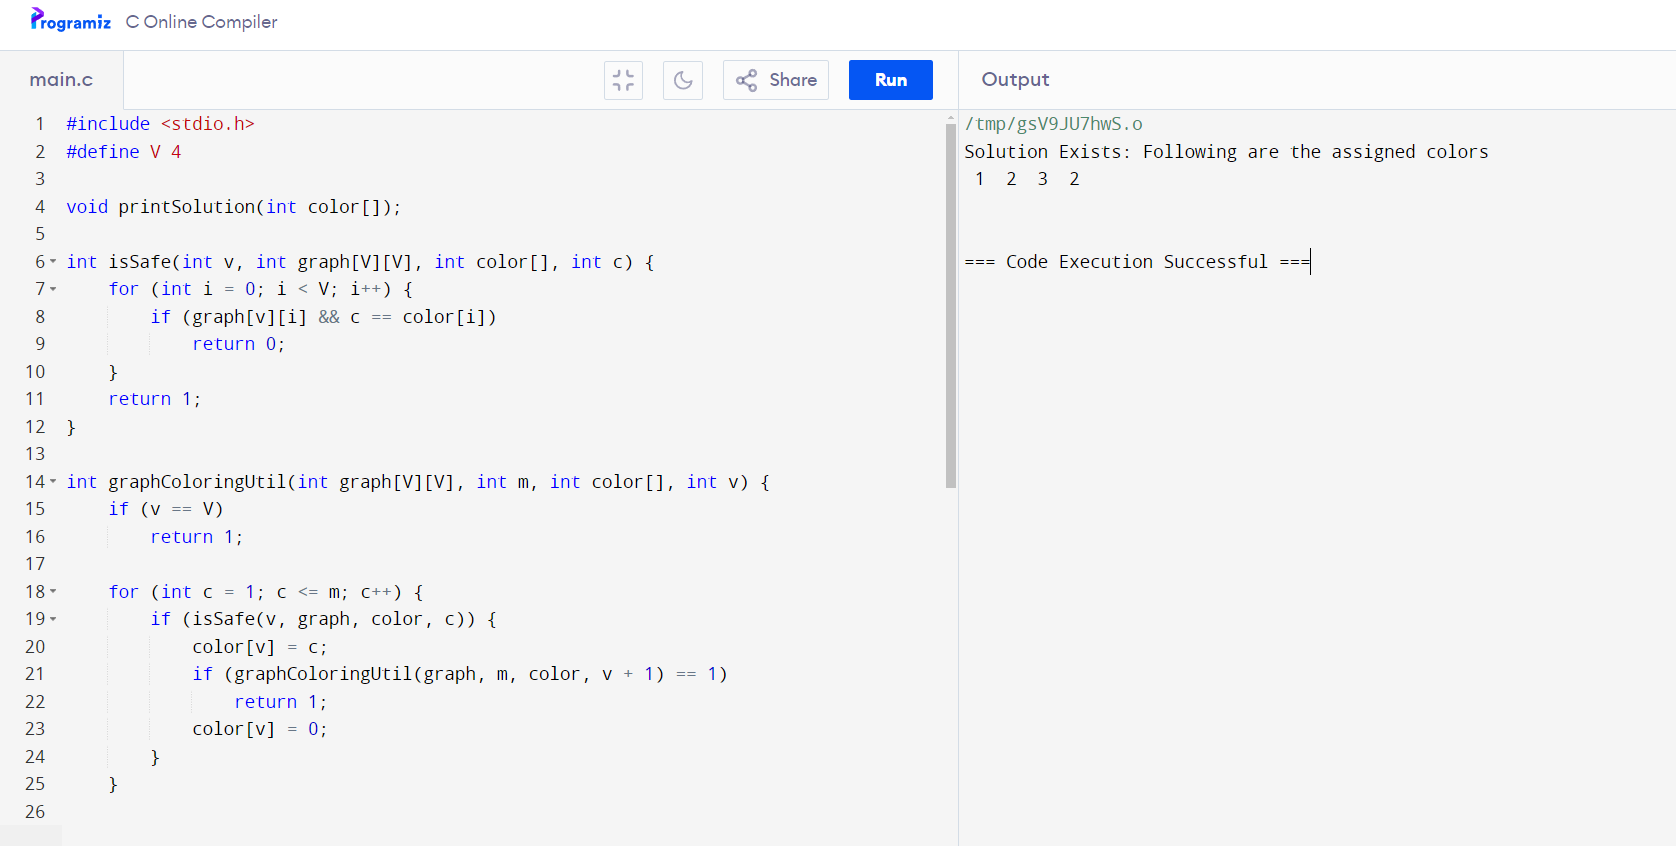 Programiz C Online Compiler
main.c
Share
Run
Output
1 #include <stdio.h>
2 #define V 4
3
4 void printSolution(int color[]);
5
6 int isSafe(int v, int graph[V][V], int color[], int c) {
7     for (int i = 0; i < V; i++) {
8         if (graph[v][i] && c == color[i])
9             return 0;
10     }
11     return 1;
12 }
13
14 int graphColoringUtil(int graph[V][V], int m, int color[], int v) {
15     if (v == V)
16         return 1;
17
18     for (int c = 1; c <= m; c++) {
19         if (isSafe(v, graph, color, c)) {
20             color[v] = c;
21             if (graphColoringUtil(graph, m, color, v + 1) == 1)
22                 return 1;
23             color[v] = 0;
24         }
25     }
26
/tmp/gsV9JU7hwS.o
Solution Exists: Following are the assigned colors
1 2 3 2
=== Code Execution Successful ===